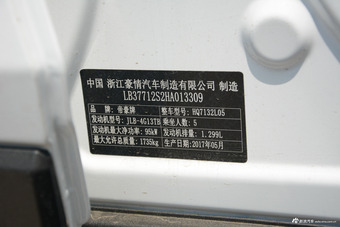 中国 浙江豪情汽车制造有限公司 制造
LB37712S2HA013309
品 牌：帝豪牌 整车型号：HQ7132L05
发动机型号：JLB-4G13TB 乘坐人数：5
发动机最大净功率：95kW 发动机排量：1.299L
最大允许总质量：1735kg 生产日期：2017年05月